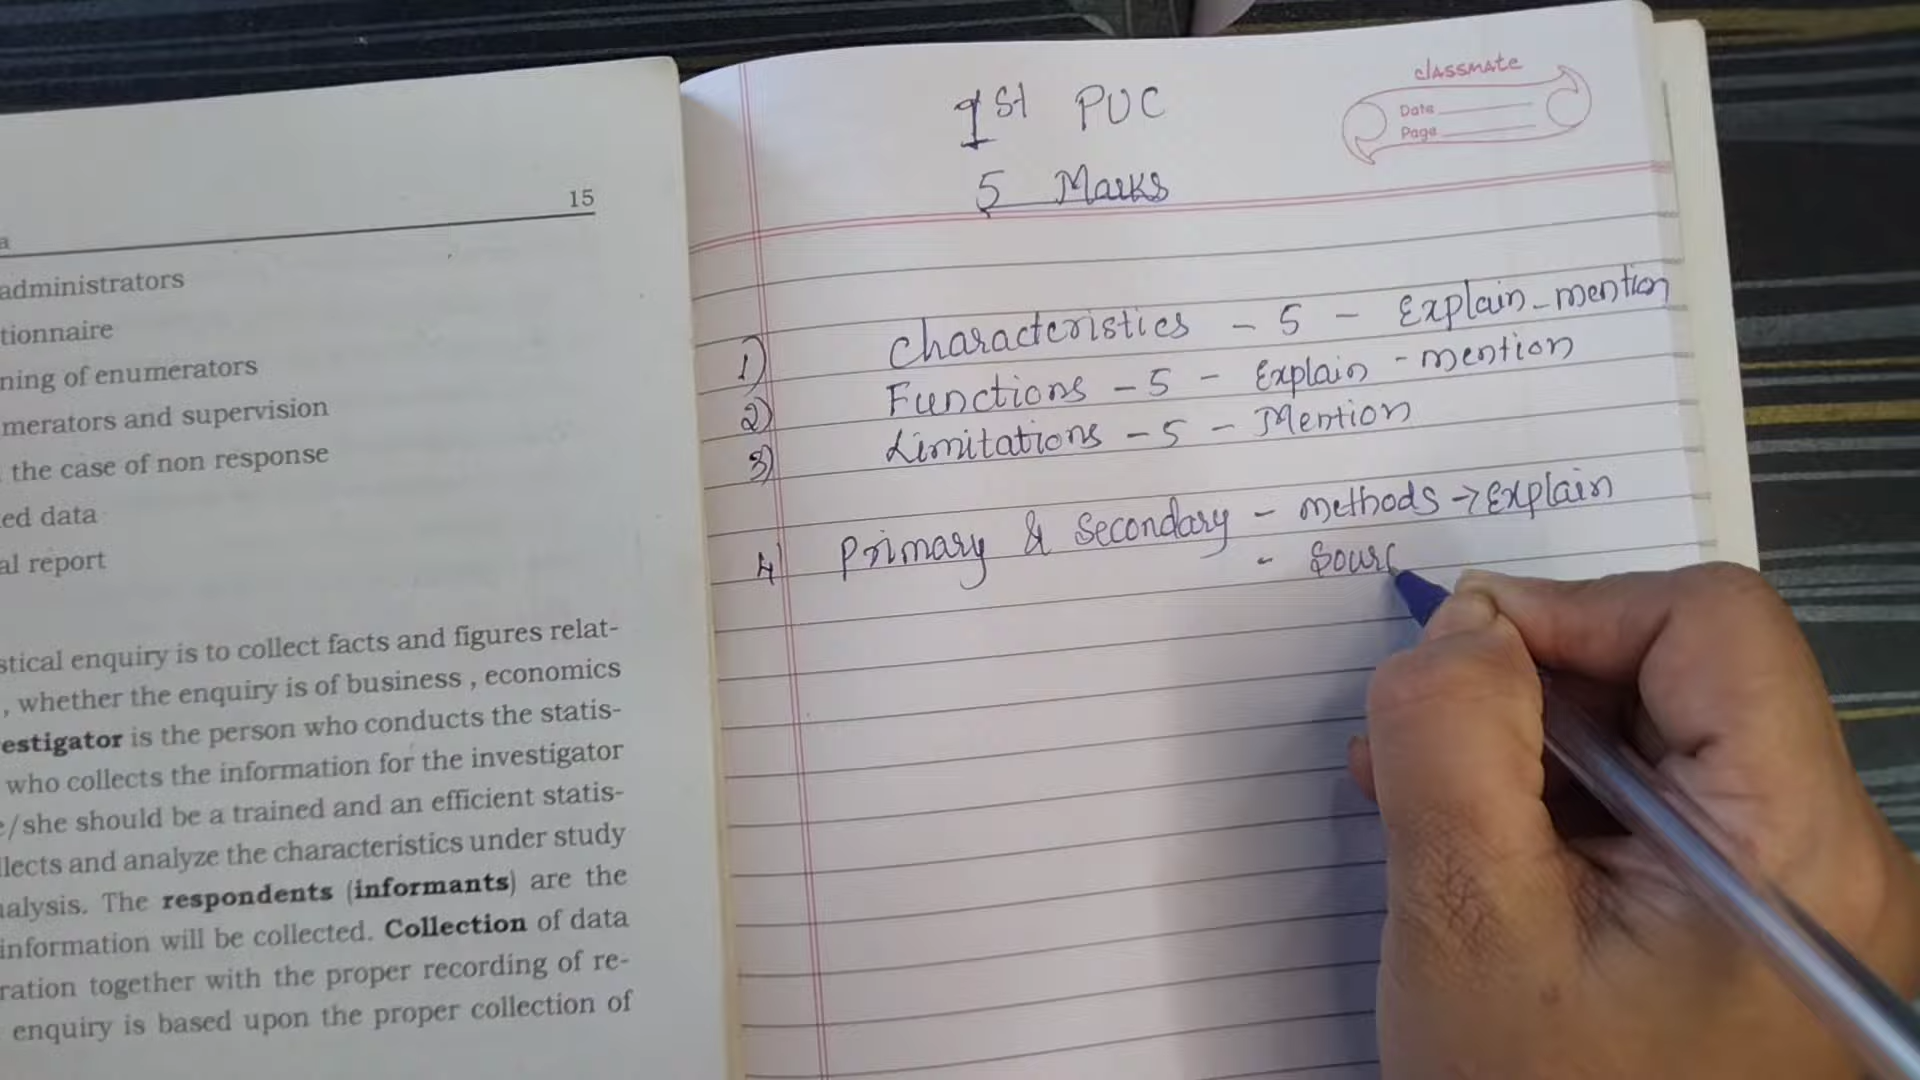 15
a
administrators
tionnaire
ning of enumerators
merators and supervision
the case of non response
ed data
al report
stical enquiry is to collect facts and figures relat-
, whether the enquiry is of business , economics
estigator is the person who conducts the statis-
who collects the information for the investigator
e/she should be a trained and an efficient statis-
llects and analyze the characteristics under study
nalysis. The respondents (informants) are the
information will be collected. Collection of data
ration together with the proper recording of re-
enquiry is based upon the proper collection of
classmate
Date
Page
1st PUC
5 Marks
1) Characteristics - 5 - Explain - mention
2) Functions - 5 - Explain - mention
3) Limitations - 5 - Mention
4) Primary & Secondary - methods → Explain
- Sourc